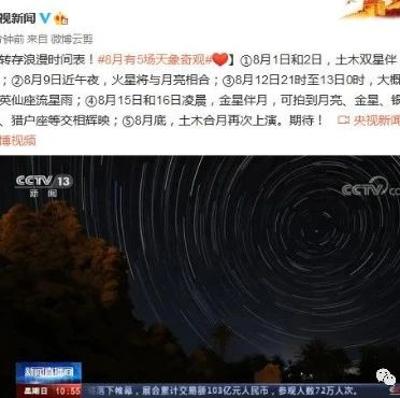 视新闻
分钟前 来自 微博云剪
转存浪漫时间表！#8月有5场天象奇观#❤】①8月1日和2日，土木双星伴
；②8月9日近午夜，火星将与月亮相合；③8月12日21时至13日0时，大概
英仙座流星雨；④8月15日和16日凌晨，金星伴月，可拍到月亮、金星、银
、猎户座等交相辉映；⑤8月底，土木合月再次上演。期待！ 央视新闻
博视频
CCTV 13
新闻
CCTV
新闻直播间
星期日 10:55 落下帷幕，展会累计交易额103亿元人民币，参观人数72万人次。